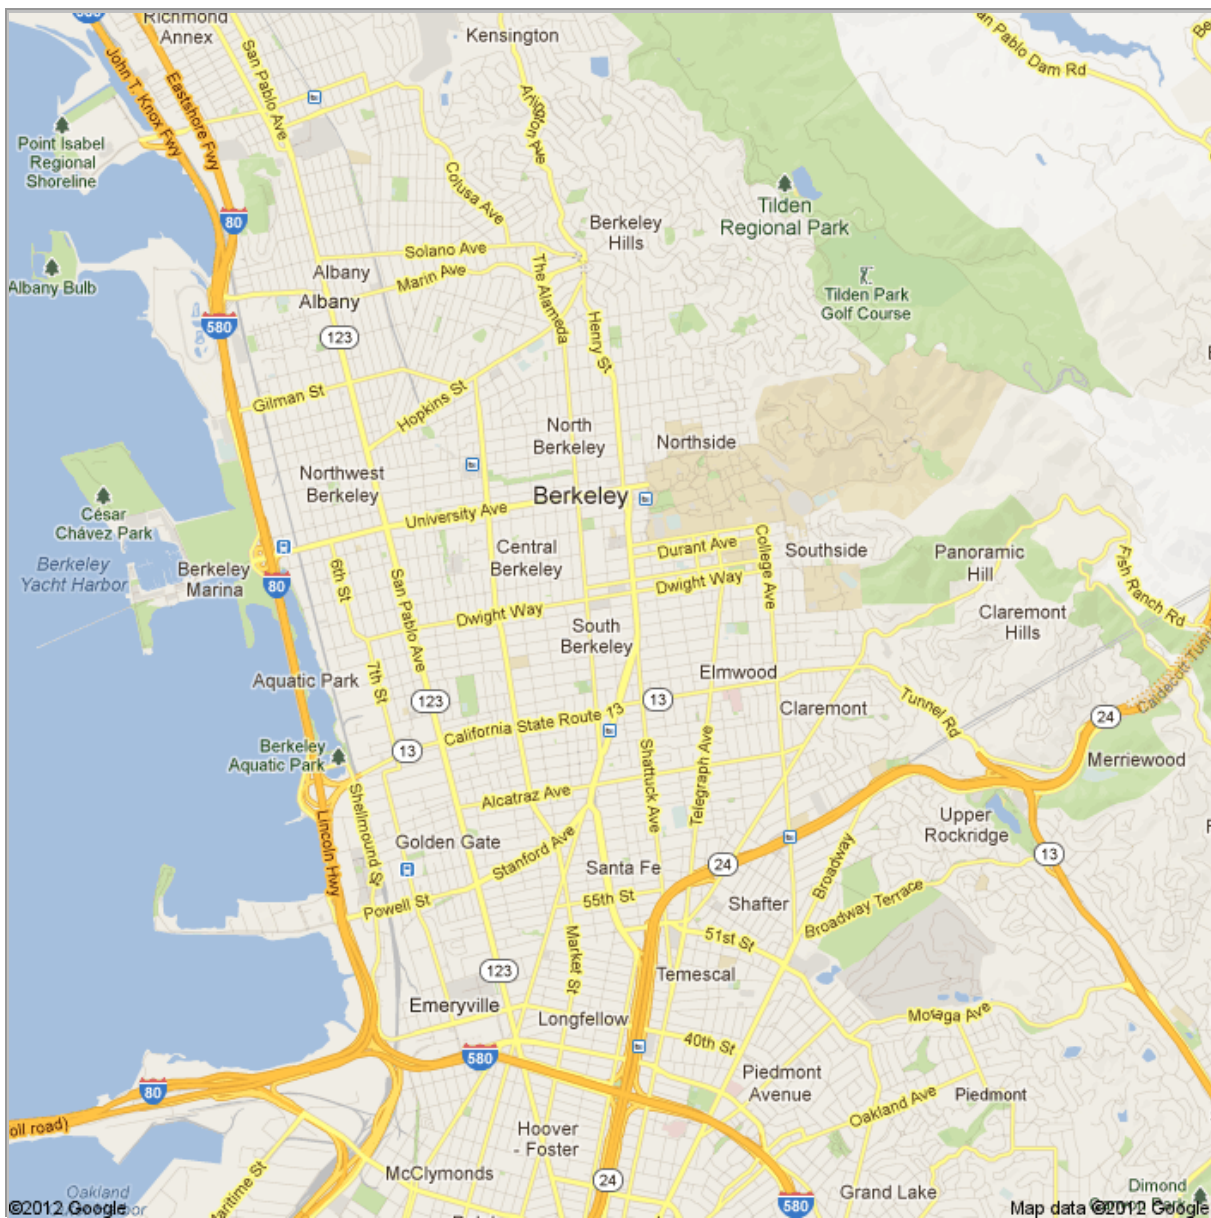 Richmond
Annex
Kensington
San Pablo Dam Rd
John T. Knox Fwy
Eastshore Fwy
San Pablo Ave
Point Isabel
Regional
Shoreline
Colusa Ave
Tilden
Regional Park
Berkeley
Hills
80
Solano Ave
Albany
Marin Ave
The Alameda
Albany Bulb
Tilden Park
Golf Course
Albany
580
123
Henry St
Gilman St
Hopkins St
North
Berkeley
Northside
Northwest
Berkeley
Berkeley
César
Chávez Park
University Ave
Berkeley
Yacht Harbor
Berkeley
Marina
80
6th St
San Pablo Ave
Central
Berkeley
Durant Ave
College Ave
Southside
Panoramic
Hill
Fish Ranch Rd
Dwight Way
Dwight Way
Claremont
Hills
South
Berkeley
Aquatic Park
7th St
Elmwood
123
13
Claremont
Tunnel Rd
24
California State Route 13
Berkeley
Aquatic Park
13
Shattuck Ave
Telegraph Ave
Merriewood
Alcatraz Ave
Shellmound St
Lincoln Hwy
Golden Gate
Stanford Ave
Upper
Rockridge
Santa Fe
24
Broadway
13
Powell St
55th St
Shafter
Broadway Terrace
51st St
Market St
123
Temescal
Emeryville
Longfellow
Moraga Ave
40th St
580
Piedmont
Avenue
Piedmont
80
Oakland Ave
oll road)
Hoover
- Foster
McClymonds
24
Grand Lake
580
Maritime St
Oakland
Dimond
©2012 Google
Map data ©2012 Google